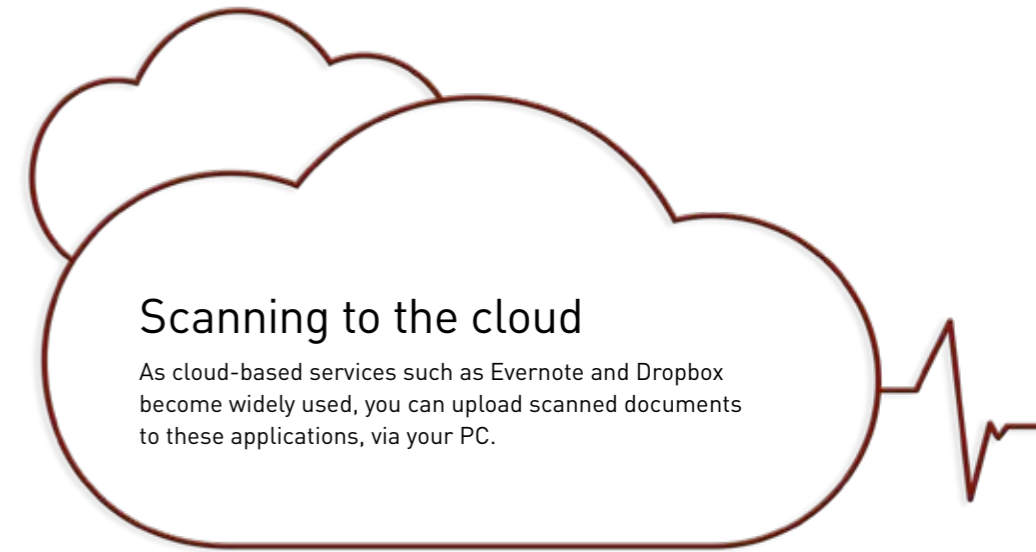 Scanning to the cloud
As cloud-based services such as Evernote and Dropbox
become widely used, you can upload scanned documents
to these applications, via your PC.